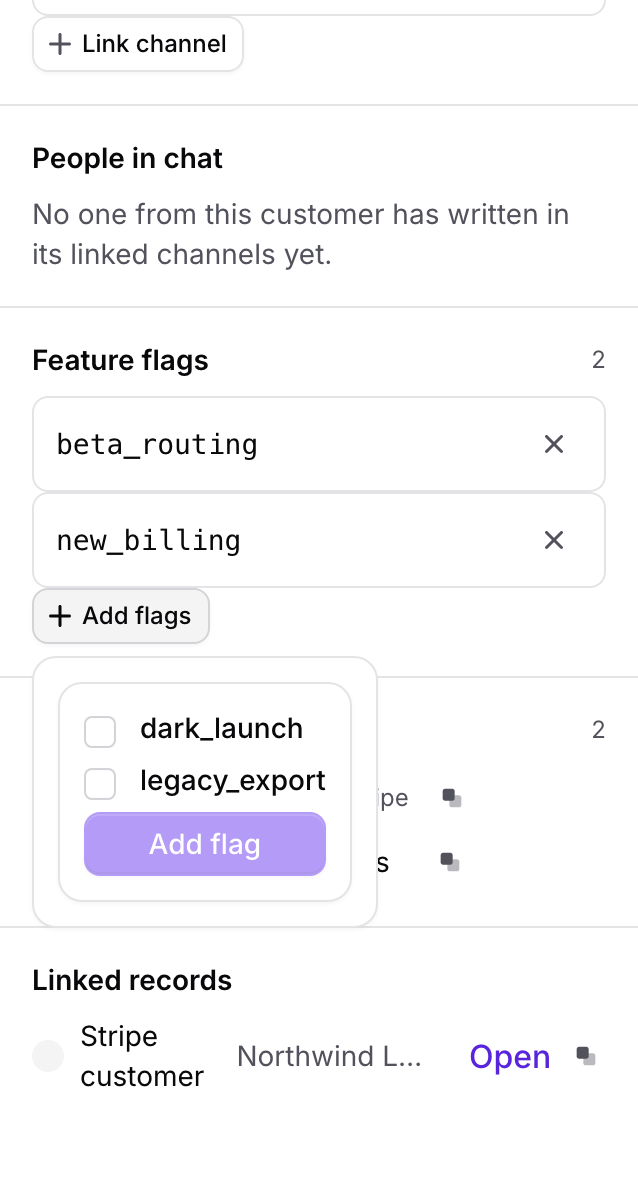 Link channel
People in chat
No one from this customer has written in
its linked channels yet.
Feature flags 2
beta_routing
new_billing
Add flags
2
dark_launch
legacy_export
Add flag
Linked records
Stripe
customer
Northwind L...
Open